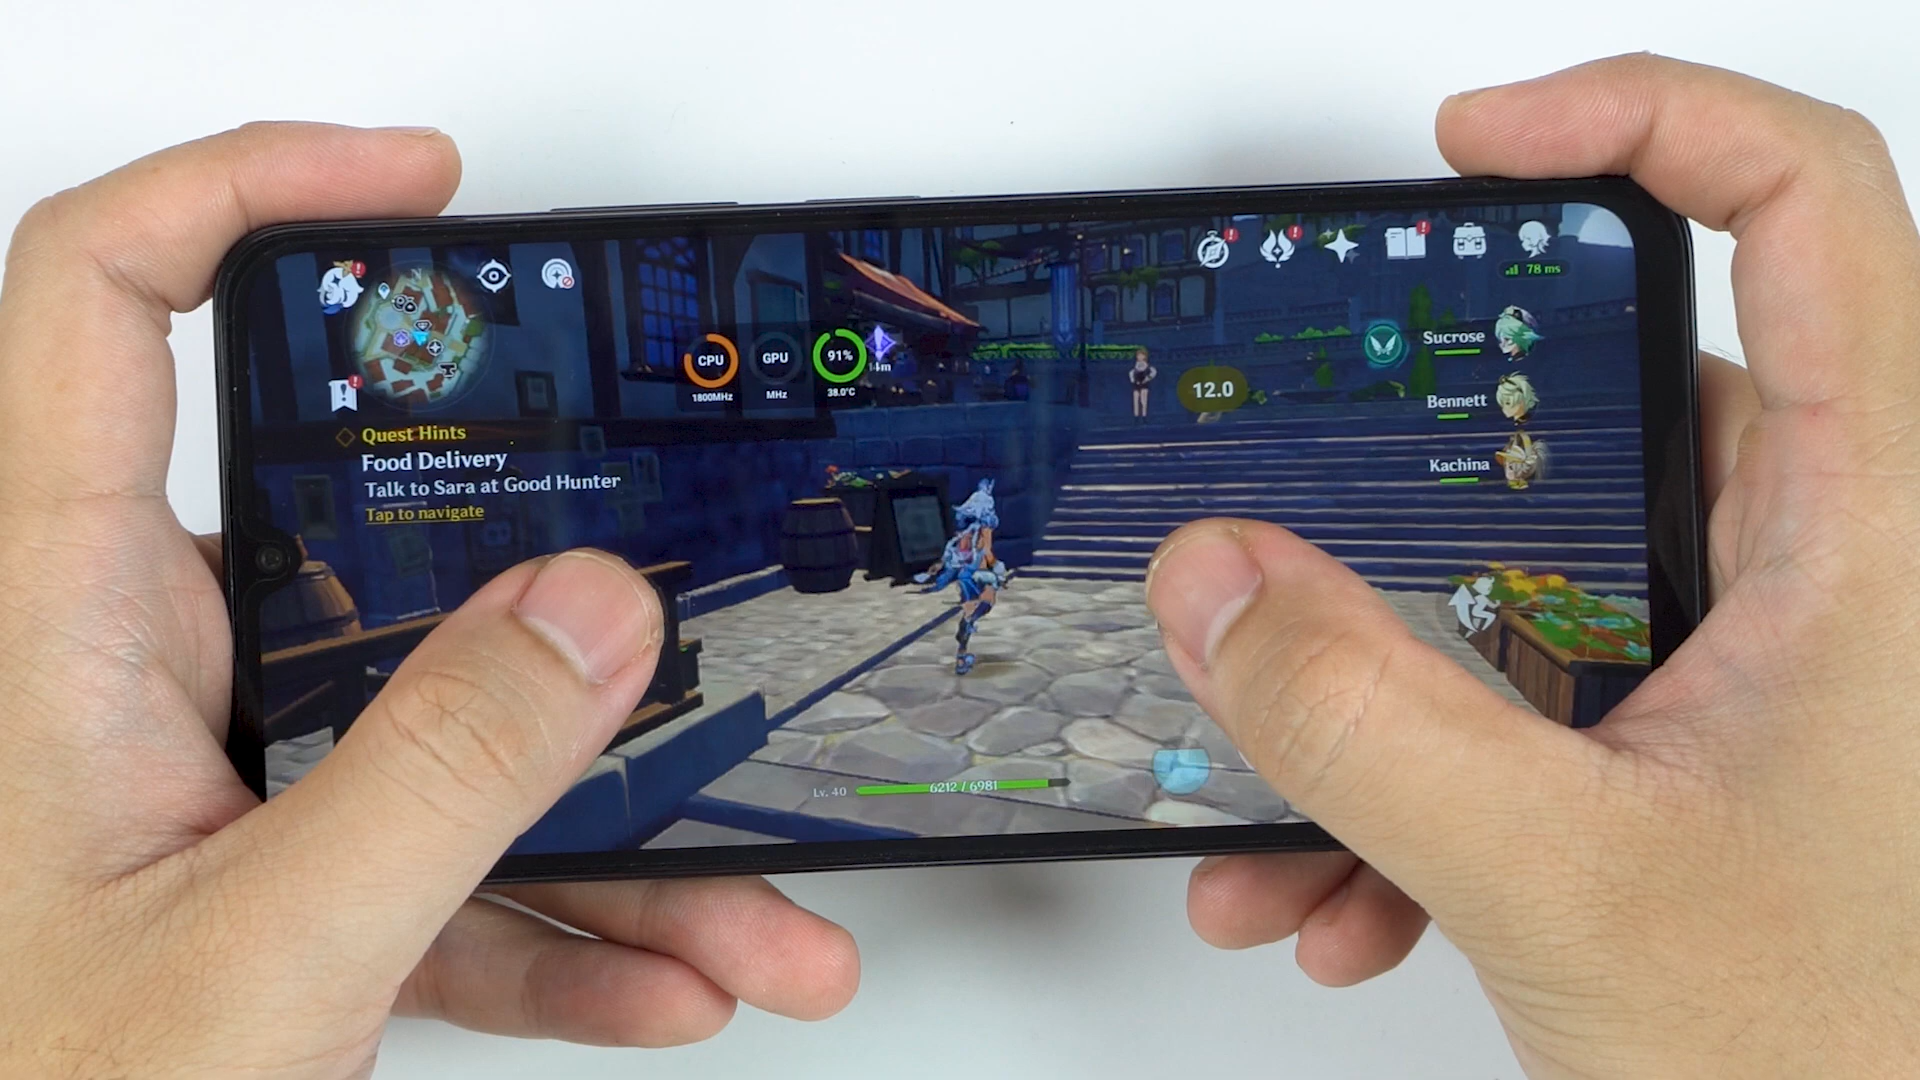 N
78 ms
CPU
1800MHz
GPU
MHz
91%
38.0°C
14m
12.0
Sucrose
Bennett
Kachina
Quest Hints
Food Delivery
Talk to Sara at Good Hunter
Tap to navigate
Lv. 40
6212 / 6981